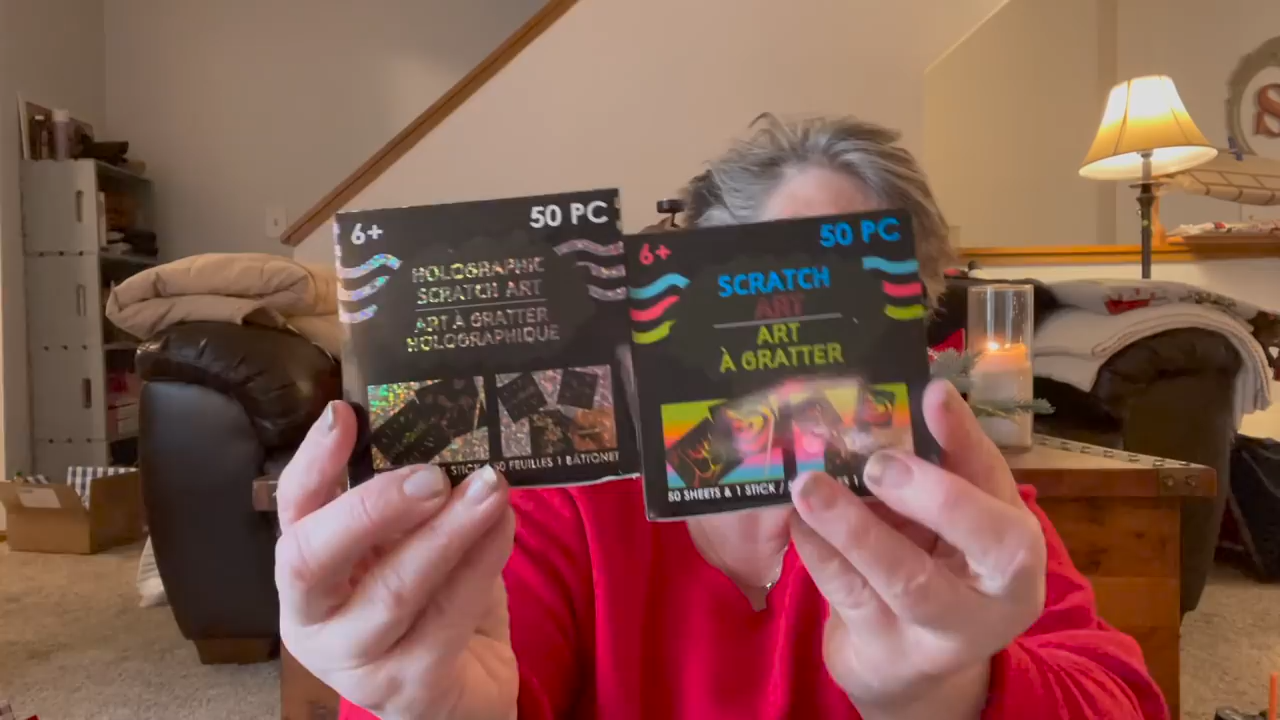 6+
50 PC
HOLOGRAPHIC
SCRATCH ART
ART À GRATTER
HOLOGRAPHIQUE
STICK / 50 FEUILLES 1 BÂTTONET
6+
50 PC
SCRATCH
ART
ART
À GRATTER
50 SHEETS & 1 STICK /
S